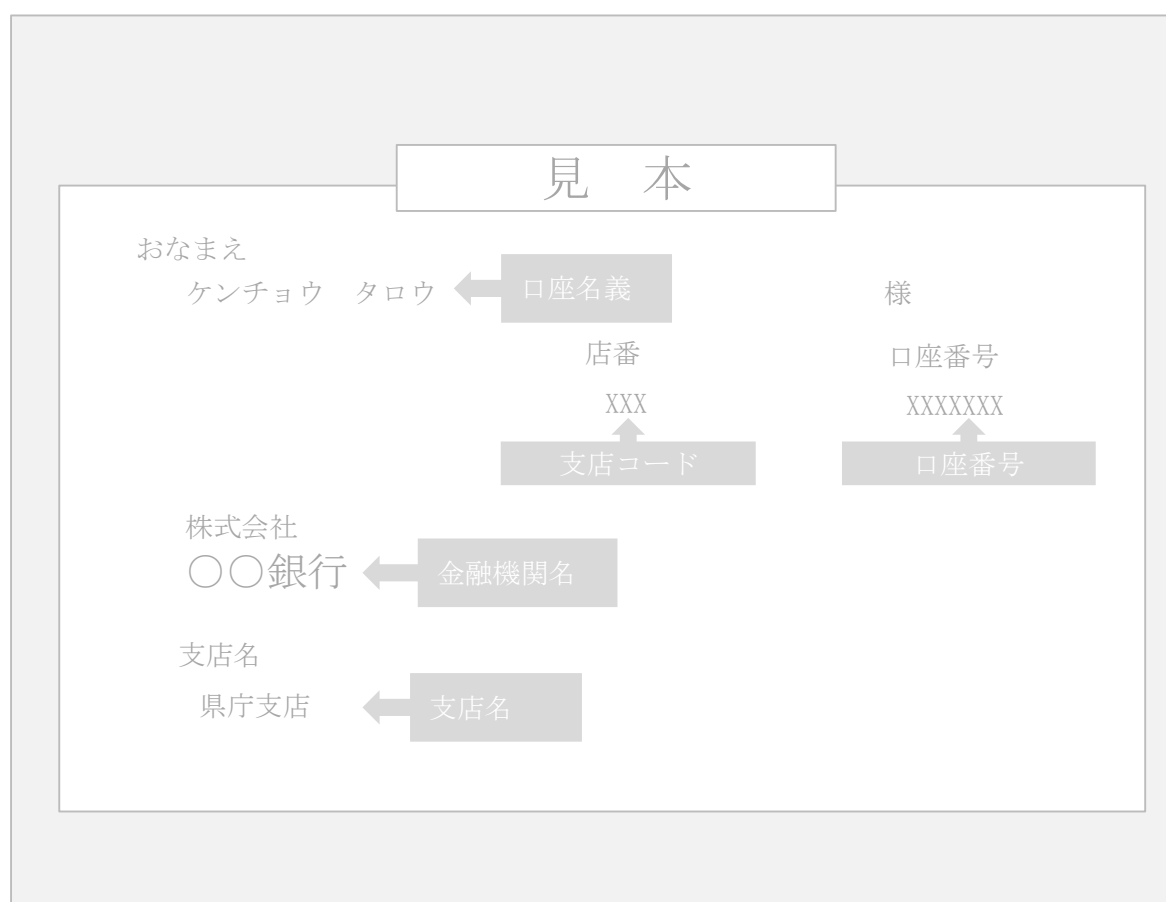 見　本
おなまえ
ケンチョウ　タロウ　口座名義　様
店番　口座番号
XXX　XXXXXXX
支店コード　口座番号
株式会社
〇〇銀行　金融機関名
支店名
県庁支店　支店名